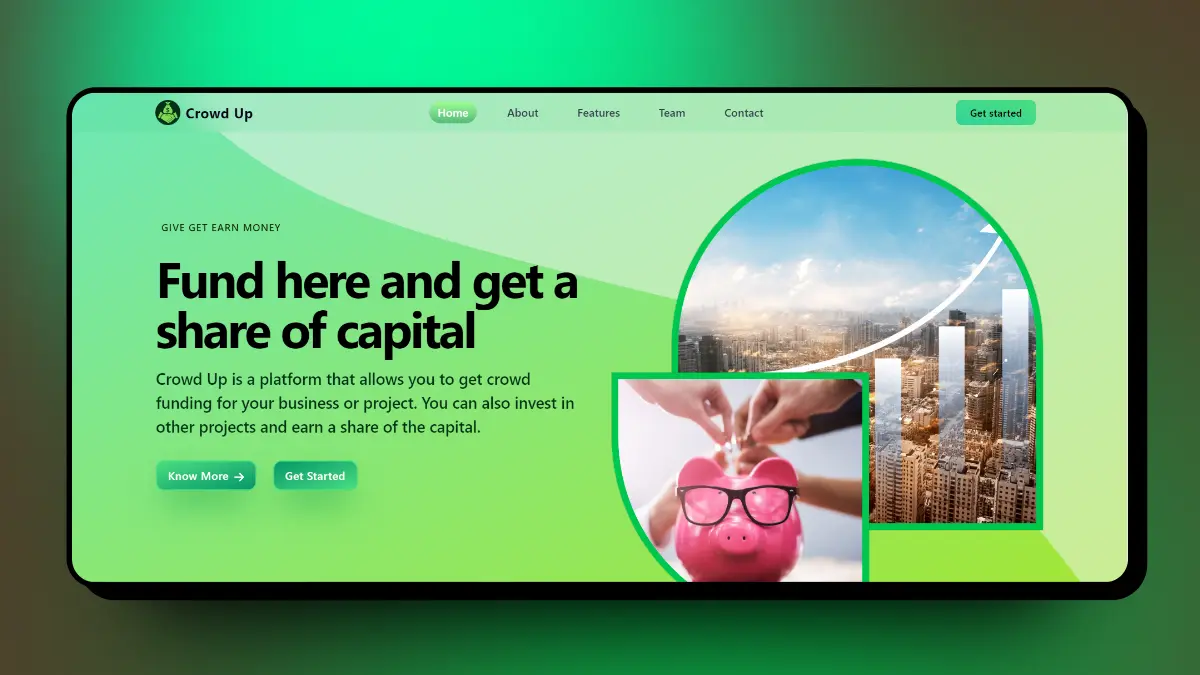 Crowd Up
Home
About
Features
Team
Contact
Get started
GIVE GET EARN MONEY
Fund here and get a
share of capital
Crowd Up is a platform that allows you to get crowd
funding for your business or project. You can also invest in
other projects and earn a share of the capital.
Know More →
Get Started